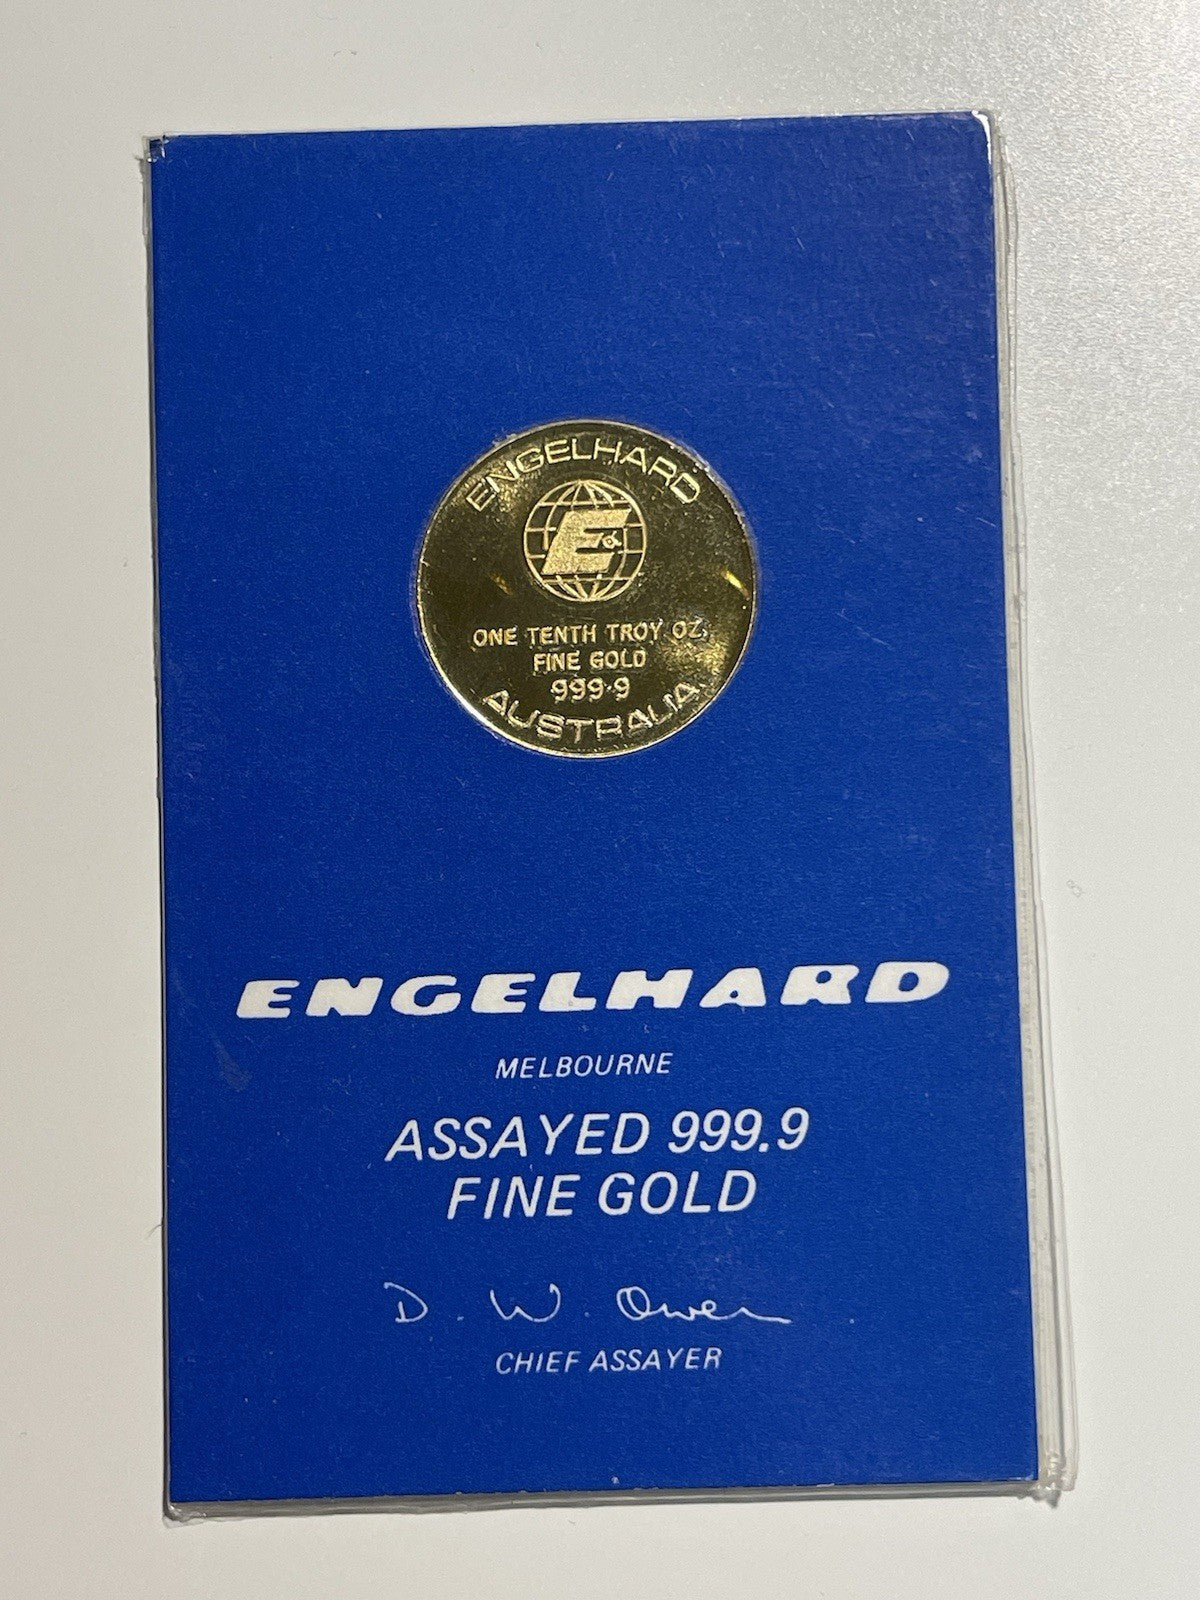 ENGELHARD
E
ONE TENTH TROY OZ.
FINE GOLD
999.9
AUSTRALIA
ENGELHARD
MELBOURNE
ASSAYED 999.9
FINE GOLD
D. W. Owen
CHIEF ASSAYER